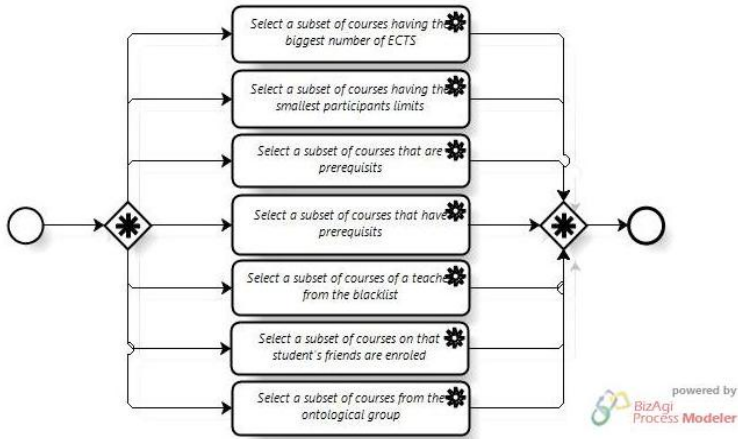 Select a subset of courses having the
biggest number of ECTS
Select a subset of courses having the
smallest participants limits
Select a subset of courses that are
prerequisits
Select a subset of courses that have
prerequisits
Select a subset of courses of a teacher
from the blacklist
Select a subset of courses on that
student's friends are enroled
Select a subset of courses from the
ontological group
powered by
BizAgi
Process Modeler